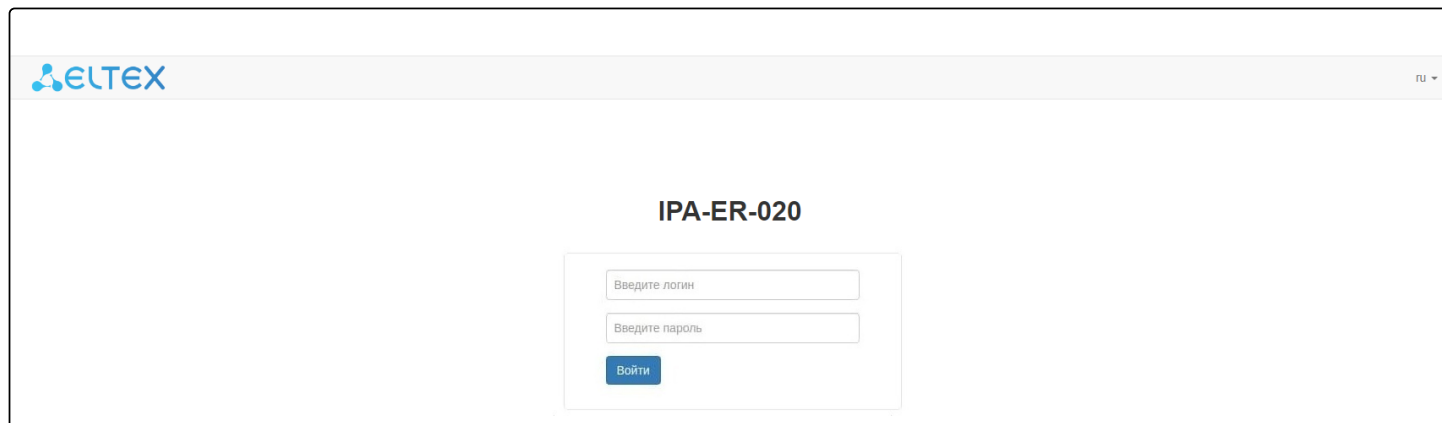 ELTEX
ru
IPA-ER-020
Введите логин
Введите пароль
Войти